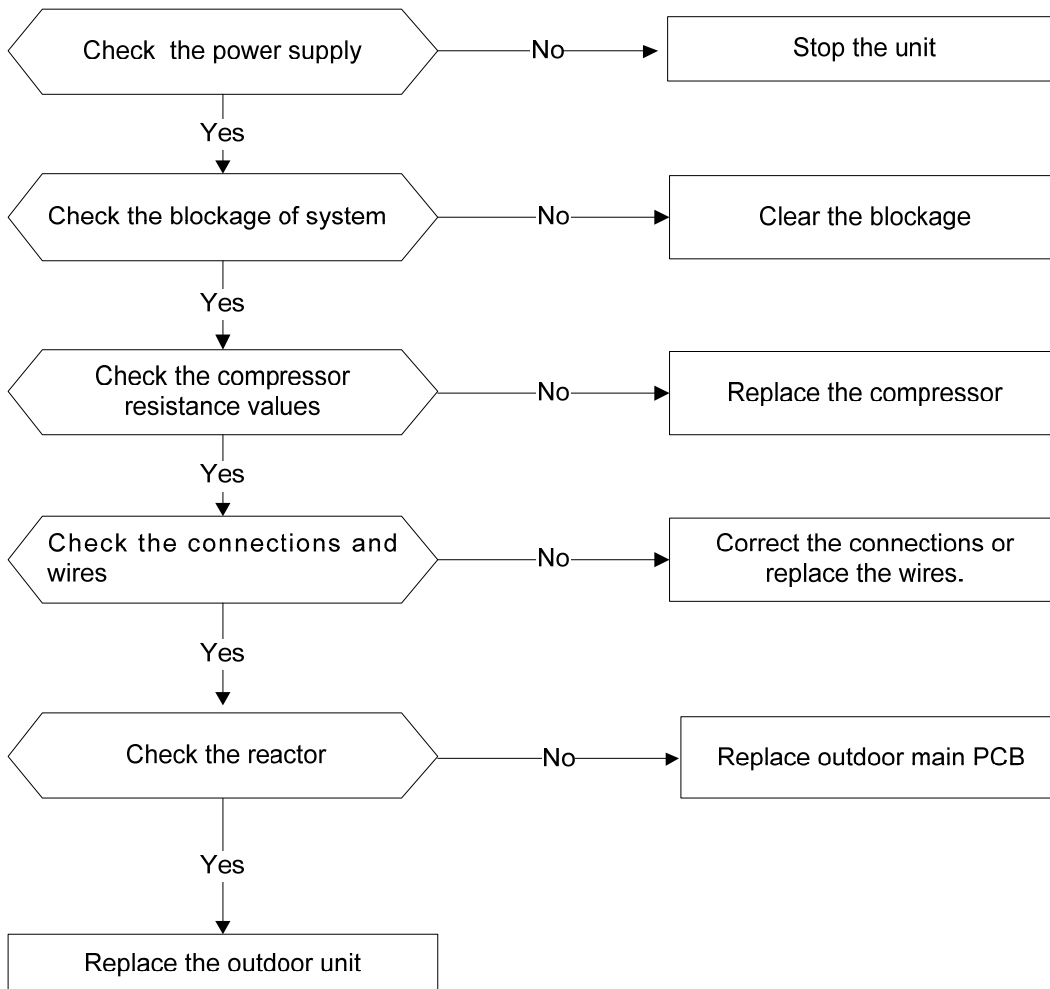 Check the power supply
No
Stop the unit
Yes
Check the blockage of system
No
Clear the blockage
Yes
Check the compressor
resistance values
No
Replace the compressor
Yes
Check the connections and
wires
No
Correct the connections or
replace the wires.
Yes
Check the reactor
No
Replace outdoor main PCB
Yes
Replace the outdoor unit